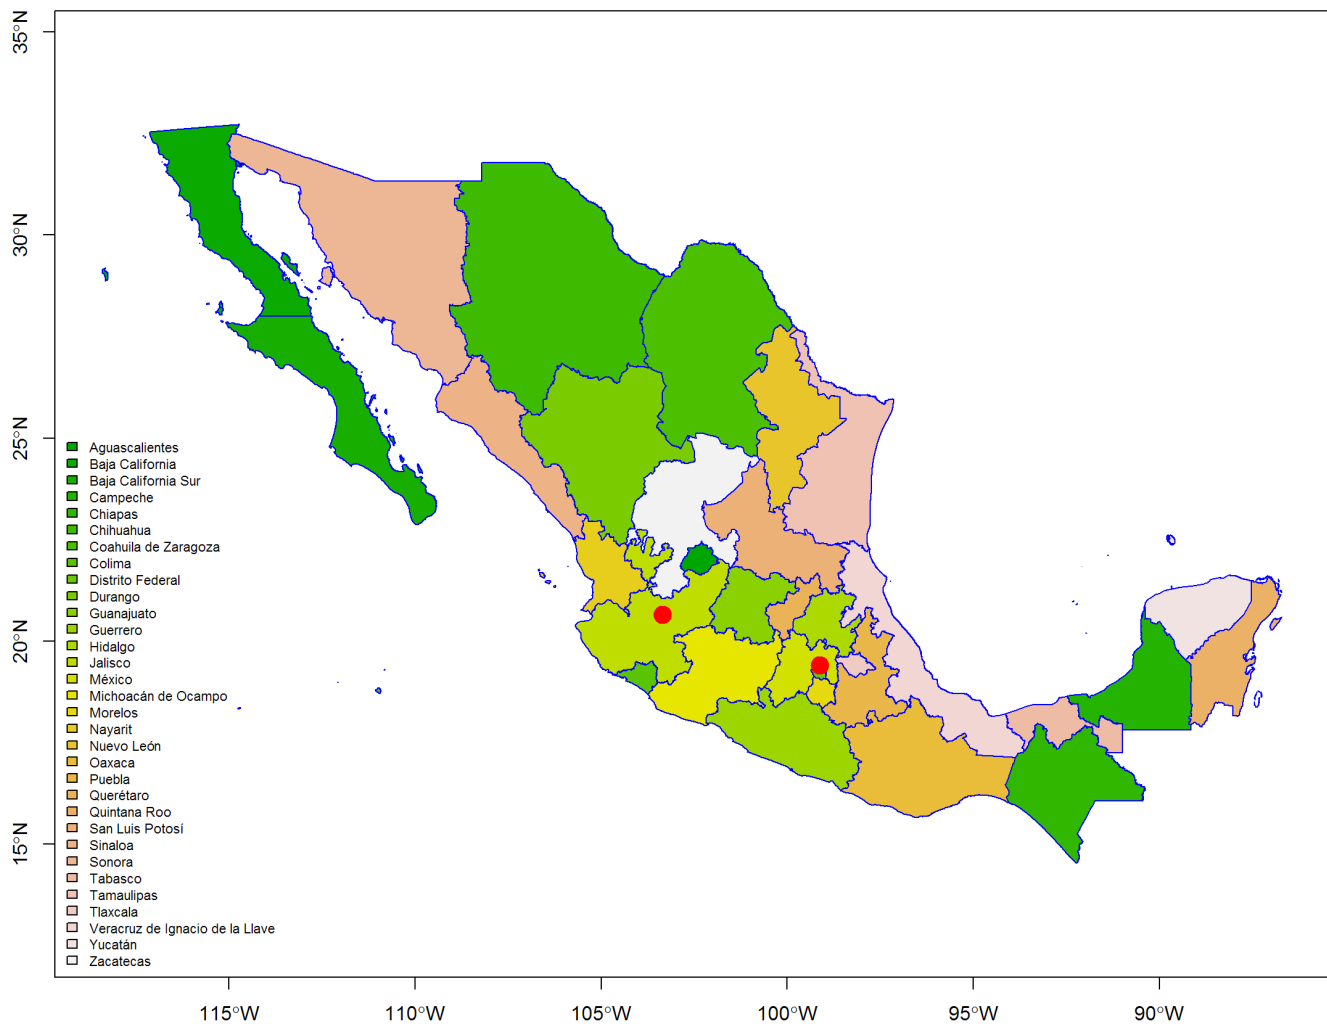 35°N
30°N
25°N
20°N
15°N
Aguascalientes
Baja California
Baja California Sur
Campeche
Chiapas
Chihuahua
Coahuila de Zaragoza
Colima
Distrito Federal
Durango
Guanajuato
Guerrero
Hidalgo
Jalisco
México
Michoacán de Ocampo
Morelos
Nayarit
Nuevo León
Oaxaca
Puebla
Querétaro
Quintana Roo
San Luis Potosí
Sinaloa
Sonora
Tabasco
Tamaulipas
Tlaxcala
Veracruz de Ignacio de la Llave
Yucatán
Zacatecas
115°W 110°W 105°W 100°W 95°W 90°W